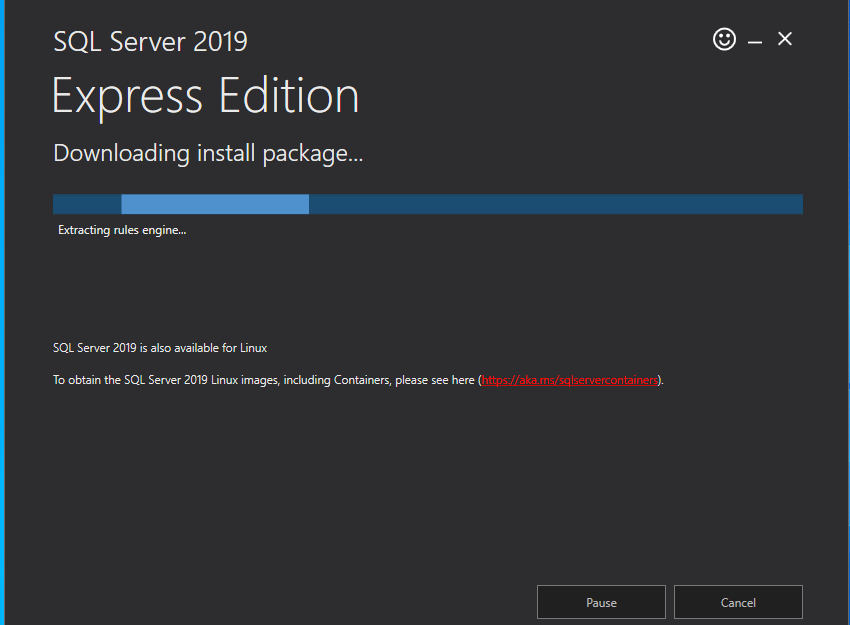 SQL Server 2019
Express Edition
Downloading install package...
Extracting rules engine...
SQL Server 2019 is also available for Linux
To obtain the SQL Server 2019 Linux images, including Containers, please see here (https://aka.ms/sqlservercontainers).
Pause
Cancel